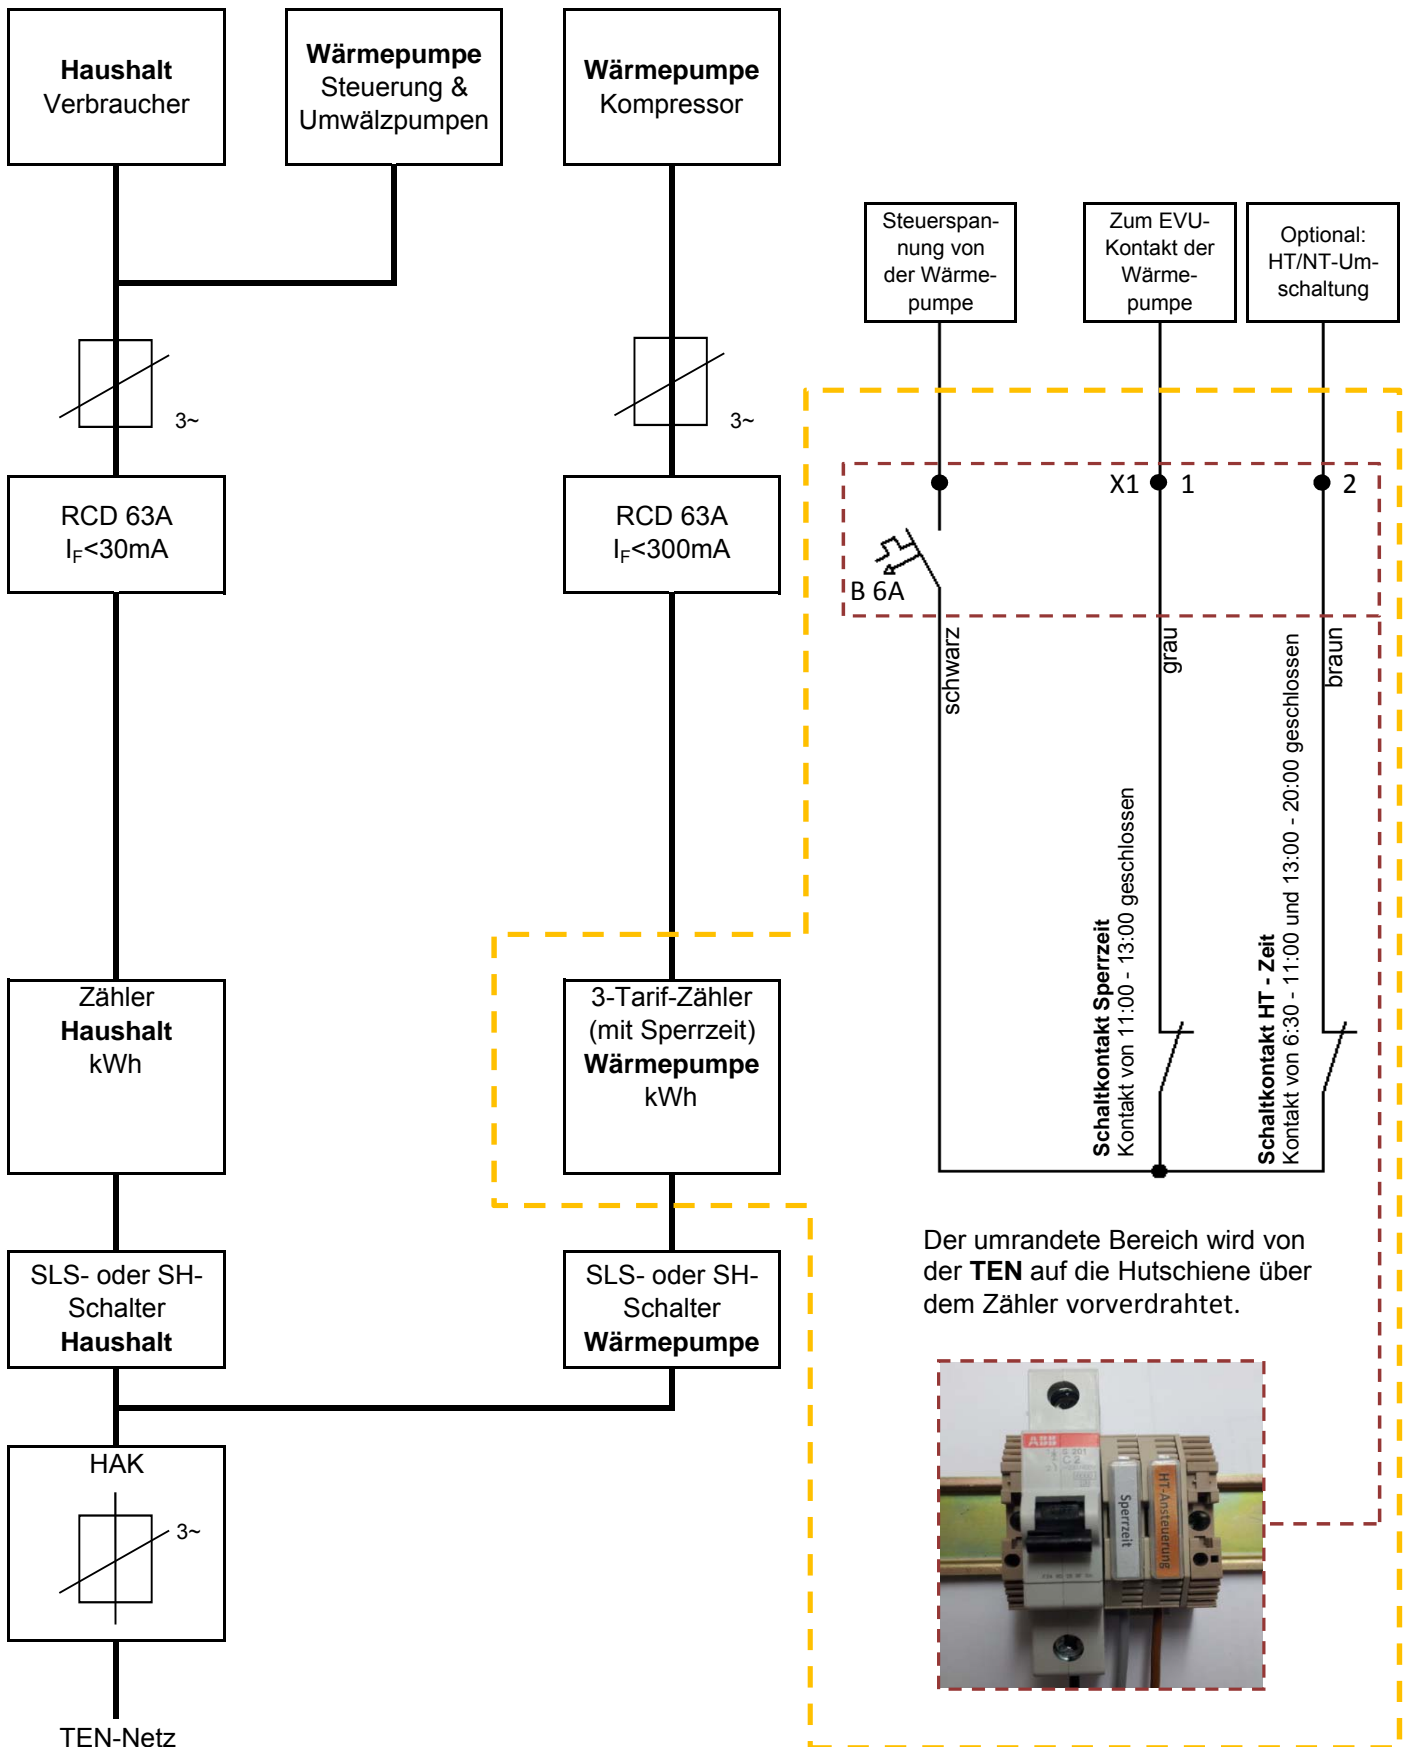 Haushalt
Verbraucher
Wärmepumpe
Steuerung &
Umwälzpumpen
Wärmepumpe
Kompressor
Steuerspan-
nung von
der Wärme-
pumpe
Zum EVU-
Kontakt der
Wärme-
pumpe
Optional:
HT/NT-Um-
schaltung
3~
3~
RCD 63A
IF<30mA
RCD 63A
IF<300mA
X1
1
2
B 6A
schwarz
grau
braun
Schaltkontakt Sperrzeit
Kontakt von 11:00 - 13:00 geschlossen
Schaltkontakt HT - Zeit
Kontakt von 6:30 - 11:00 und 13:00 - 20:00 geschlossen
Zähler
Haushalt
kWh
3-Tarif-Zähler
(mit Sperrzeit)
Wärmepumpe
kWh
SLS- oder SH-
Schalter
Haushalt
SLS- oder SH-
Schalter
Wärmepumpe
Der umrandete Bereich wird von
der TEN auf die Hutschiene über
dem Zähler vorverdrahtet.
HAK
3~
TEN-Netz
ABB
S 201
C 2
Sperrzeit
HT-Ansteuerung